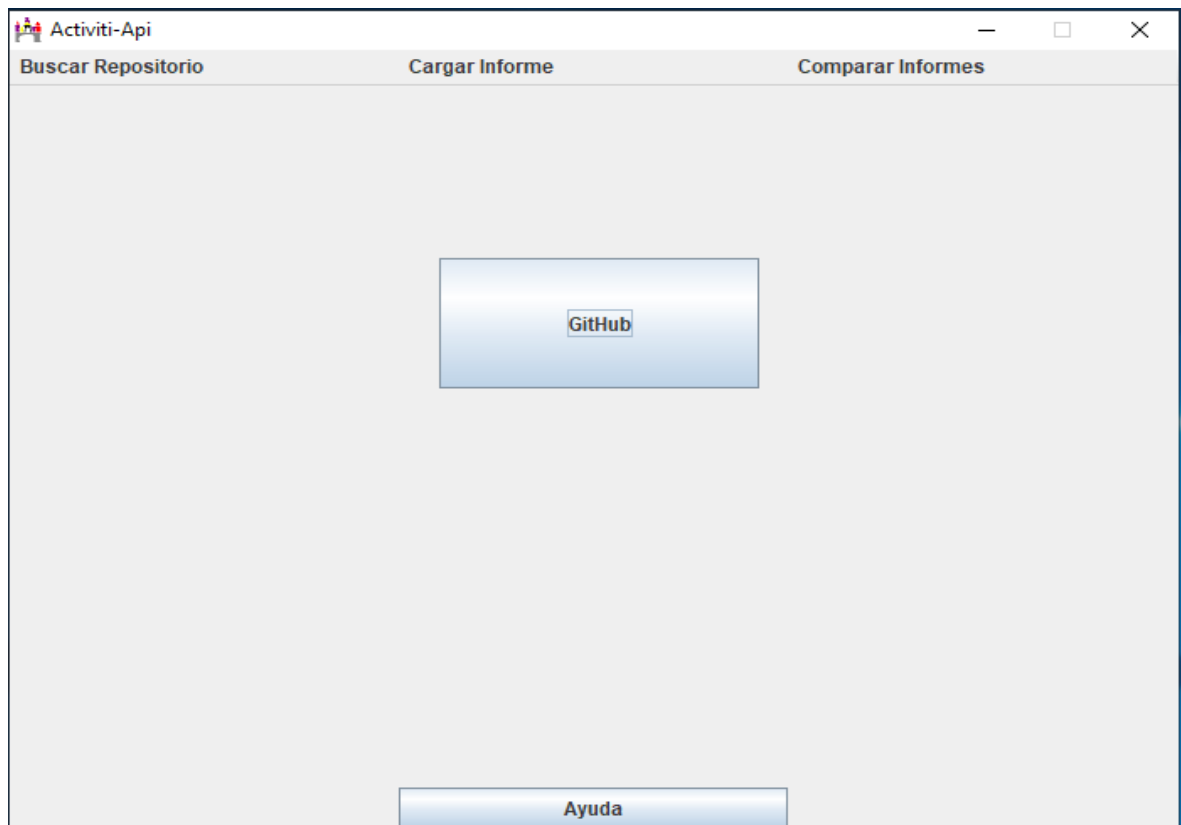 Activiti-Api
Buscar Repositorio Cargar Informe Comparar Informes
GitHub
Ayuda